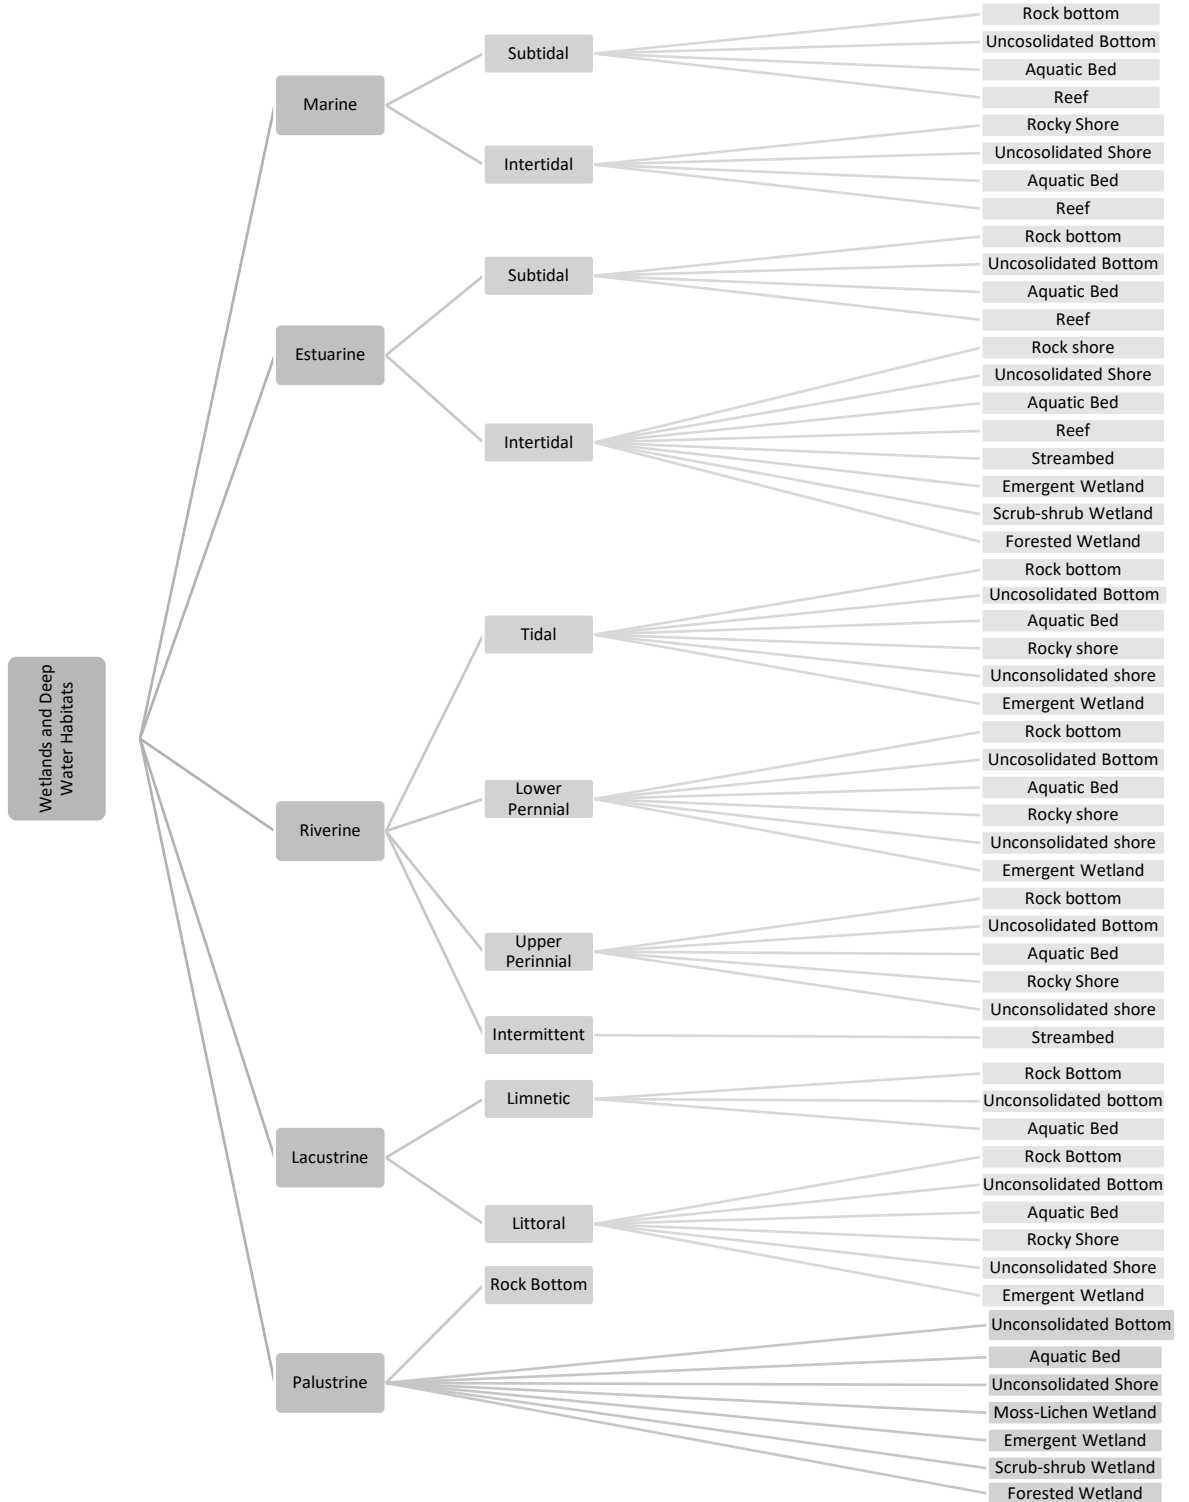 Wetlands and Deep
Water Habitats
Marine
Subtidal
Rock bottom
Uncosolidated Bottom
Aquatic Bed
Reef
Intertidal
Rocky Shore
Uncosolidated Shore
Aquatic Bed
Reef
Estuarine
Subtidal
Rock bottom
Uncosolidated Bottom
Aquatic Bed
Reef
Intertidal
Rock shore
Uncosolidated Shore
Aquatic Bed
Reef
Streambed
Emergent Wetland
Scrub-shrub Wetland
Forested Wetland
Riverine
Tidal
Rock bottom
Uncosolidated Bottom
Aquatic Bed
Rocky shore
Unconsolidated shore
Emergent Wetland
Lower
Pernnial
Rock bottom
Uncosolidated Bottom
Aquatic Bed
Rocky shore
Unconsolidated shore
Emergent Wetland
Upper
Perinnial
Rock bottom
Uncosolidated Bottom
Aquatic Bed
Rocky Shore
Unconsolidated shore
Intermittent
Streambed
Lacustrine
Limnetic
Rock Bottom
Unconsolidated bottom
Aquatic Bed
Littoral
Rock Bottom
Unconsolidated Bottom
Aquatic Bed
Rocky Shore
Unconsolidated Shore
Emergent Wetland
Palustrine
Rock Bottom
Unconsolidated Bottom
Aquatic Bed
Unconsolidated Shore
Moss-Lichen Wetland
Emergent Wetland
Scrub-shrub Wetland
Forested Wetland